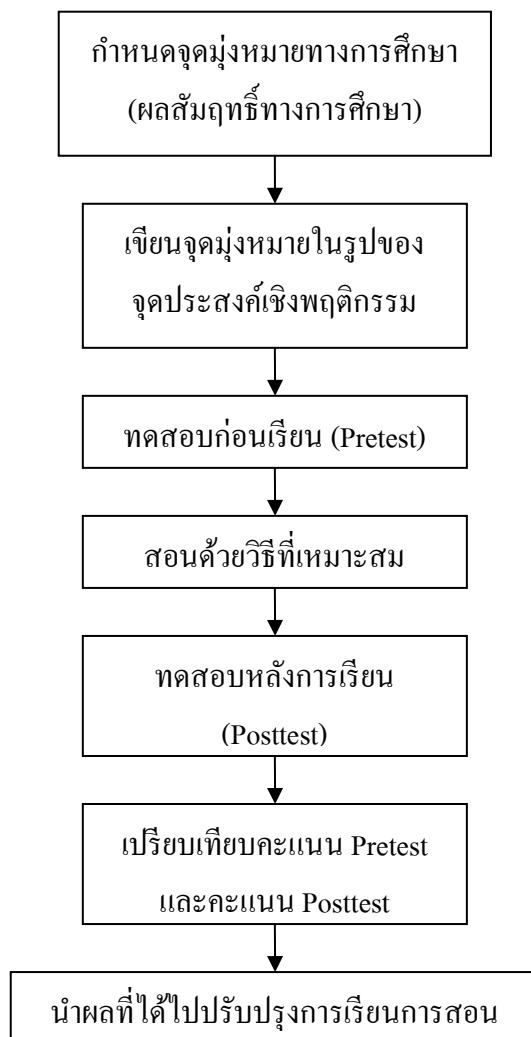 กำหนดจุดมุ่งหมายทางการศึกษา
(ผลสัมฤทธิ์ทางการศึกษา)
เขียนจุดมุ่งหมายในรูปของ
จุดประสงค์เชิงพฤติกรรม
ทดสอบก่อนเรียน (Pretest)
สอนด้วยวิธีที่เหมาะสม
ทดสอบหลังการเรียน
(Posttest)
เปรียบเทียบคะแนน Pretest
และคะแนน Posttest
นำผลที่ได้ไปปรับปรุงการเรียนการสอน